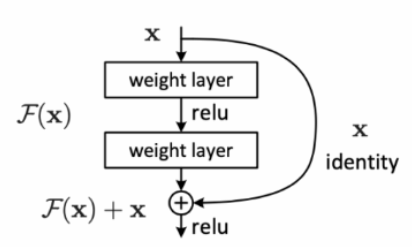 x
weight layer
F(x)
relu
x
weight layer
identity
F(x) + x
+
relu